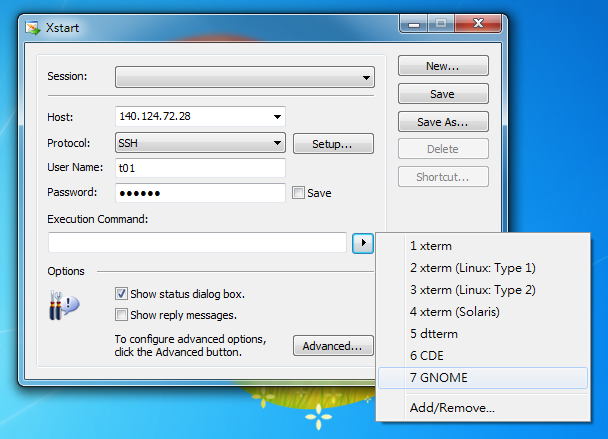 Xstart
Session:
New...
Save
Host:
140.124.72.28
Save As...
Protocol:
SSH
Setup...
Delete
User Name:
t01
Shortcut...
Password:
●●●●●●
Save
Execution Command:
1 xterm
2 xterm (Linux: Type 1)
3 xterm (Linux: Type 2)
4 xterm (Solaris)
5 dtterm
6 CDE
7 GNOME
Add/Remove...
Options
Show status dialog box.
Show reply messages.
To configure advanced options,
click the Advanced button.
Advanced...